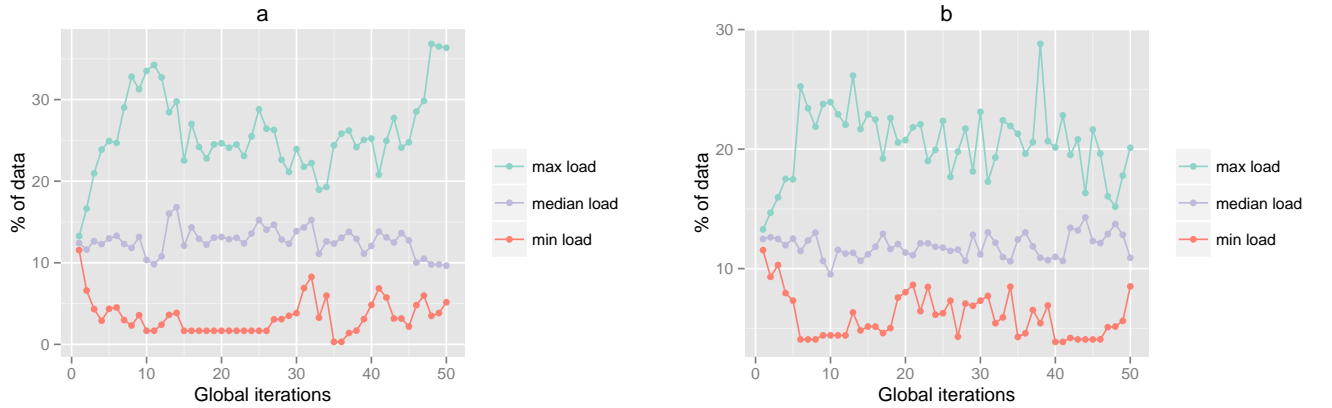 a
30
20
10
0
% of data
0 10 20 30 40 50
Global iterations
max load
median load
min load
b
30
20
10
% of data
0 10 20 30 40 50
Global iterations
max load
median load
min load